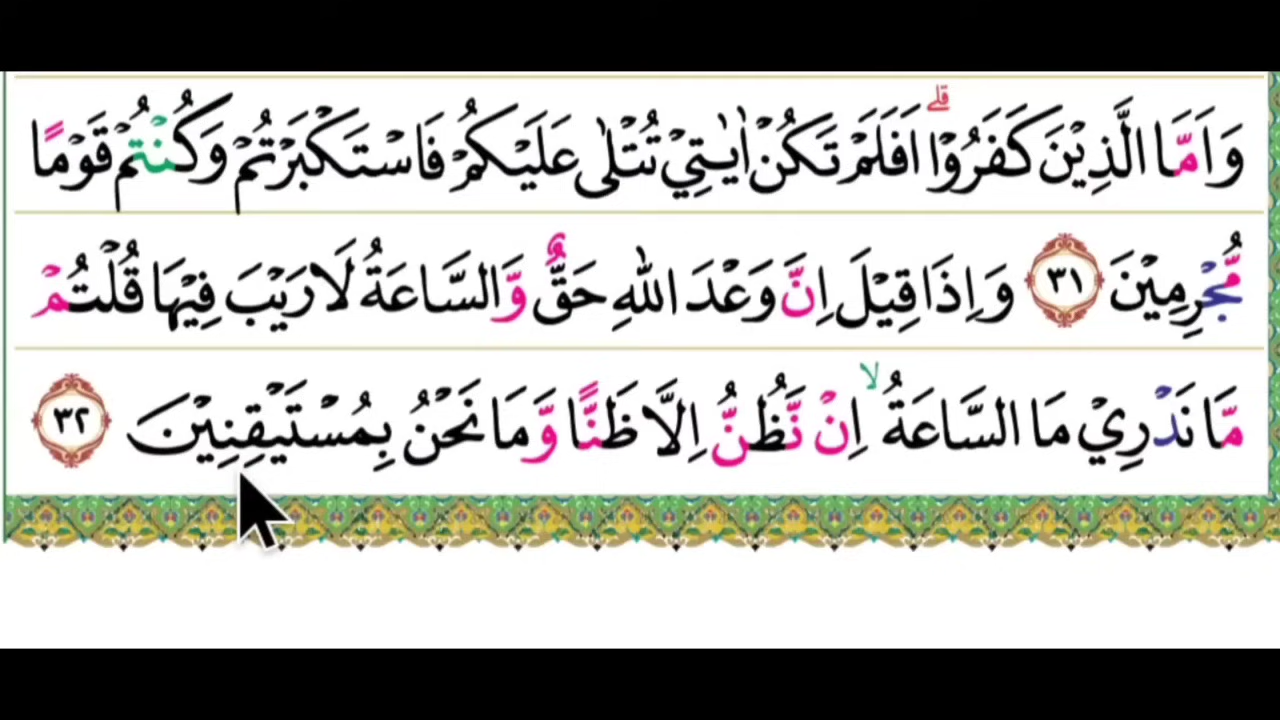 وَاَمَّا الَّذِيْنَ كَفَرُوْاۗ اَفَلَمْ تَكُنْ اٰيٰتِيْ تُتْلٰى عَلَيْكُمْ فَاسْتَكْبَرْتُمْ وَكُنْتُمْ قَوْمًا
مُّجْرِمِيْنَ ٣١ وَاِذَا قِيْلَ اِنَّ وَعْدَ اللّٰهِ حَقٌّ وَّالسَّاعَةُ لَا رَيْبَ فِيْهَا قُلْتُمْ
مَّا نَدْرِيْ مَا السَّاعَةُۙ اِنْ نَّظُنُّ اِلَّا ظَنًّا وَّمَا نَحْنُ بِمُسْتَيْقِنِيْنَ ٣٢